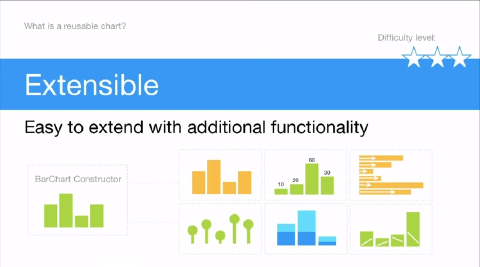 What is a reusable chart?
Difficulty level:
Extensible
Easy to extend with additional functionality
BarChart Constructor
10
20
60
30